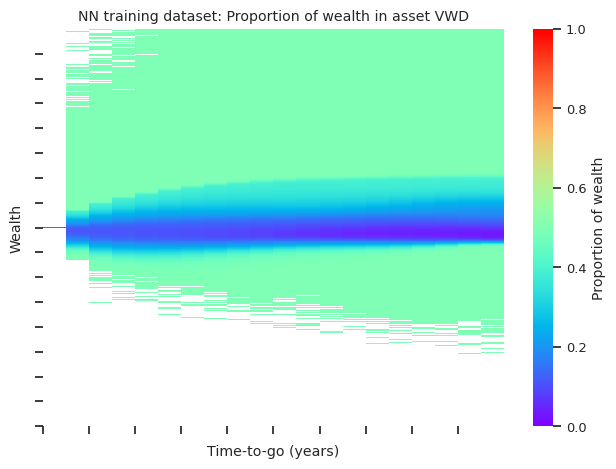 NN training dataset: Proportion of wealth in asset VWD
Wealth
Time-to-go (years)
1.0
0.8
0.6
0.4
0.2
0.0
Proportion of wealth